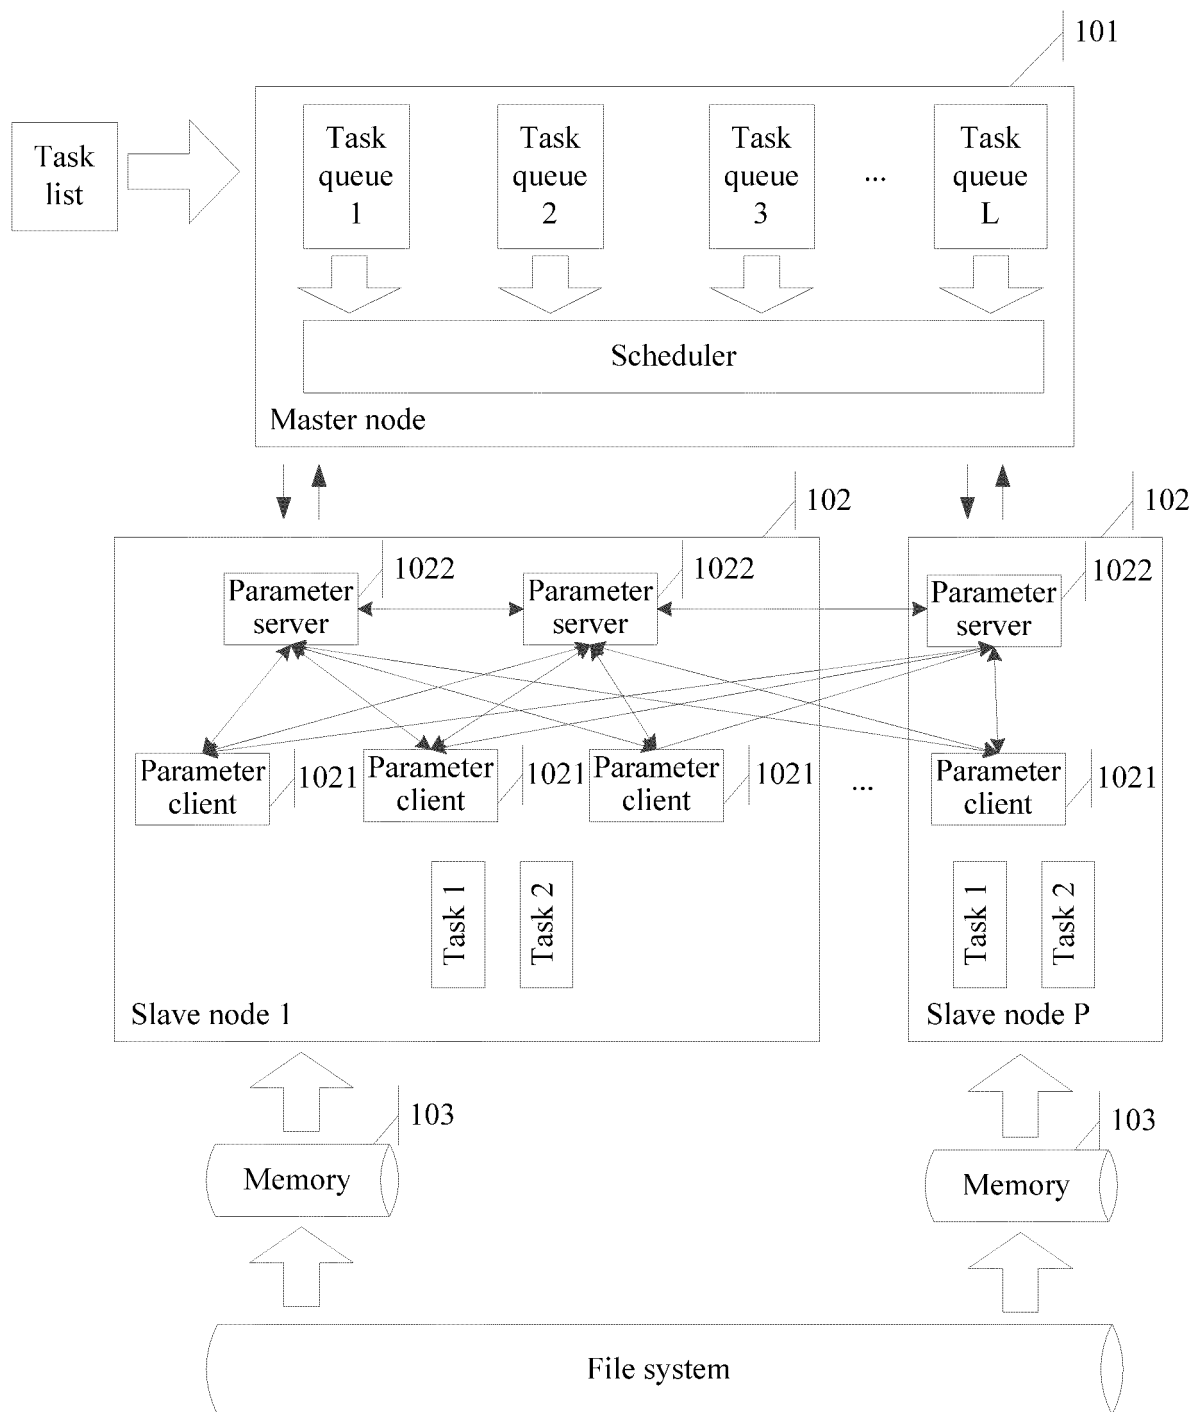 101
Task
list
Task
queue
1
Task
queue
2
Task
queue
3
...
Task
queue
L
Scheduler
Master node
102
102
Parameter
server
1022
Parameter
server
1022
Parameter
server
1022
Parameter
client
1021
Parameter
client
1021
Parameter
client
1021
...
Parameter
client
1021
Task 1
Task 2
Task 1
Task 2
Slave node 1
Slave node P
103
103
Memory
Memory
File system